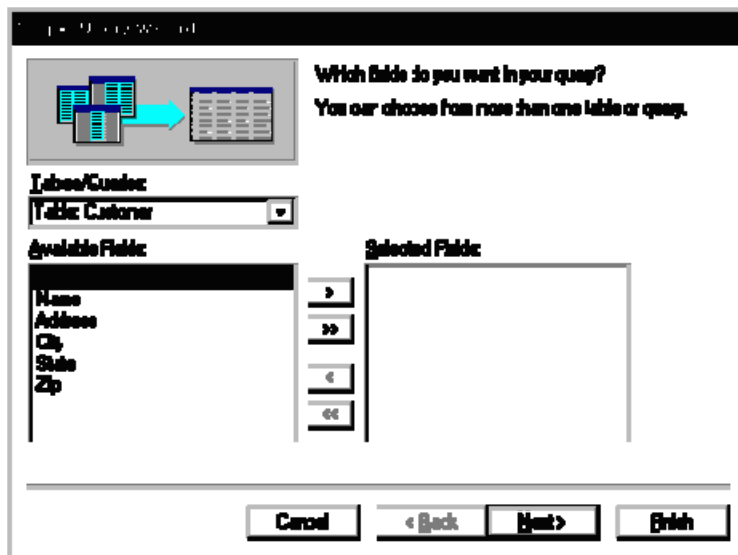 Which fields do you want in your query?
You can choose from more than one table or query.
Tables/Queries:
Table: Customer
Available Fields:
Selected Fields:
Name
Address
City
State
Zip
>
>>
<
<<
Cancel
< Back
Next >
Finish